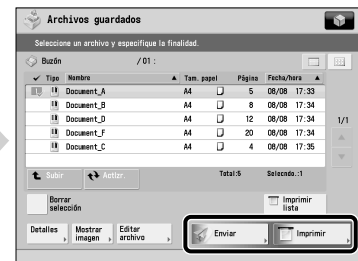 Archivos guardados
Seleccione un archivo y especifique la finalidad.
Buzón /01 :
Tipo Nombre Tam. papel Página Fecha/hora
Document_A A4 5 08/08 17:33
Document_B A4 8 08/08 17:34
Document_D A4 12 08/08 17:34
Document_F A4 20 08/08 17:34
Document_C A4 4 08/08 17:35
1/1
Subir Actlzr. Total:5 Selecndo.:1
Borrar selección Imprimir lista
Detalles Mostrar imagen Editar archivo Enviar Imprimir